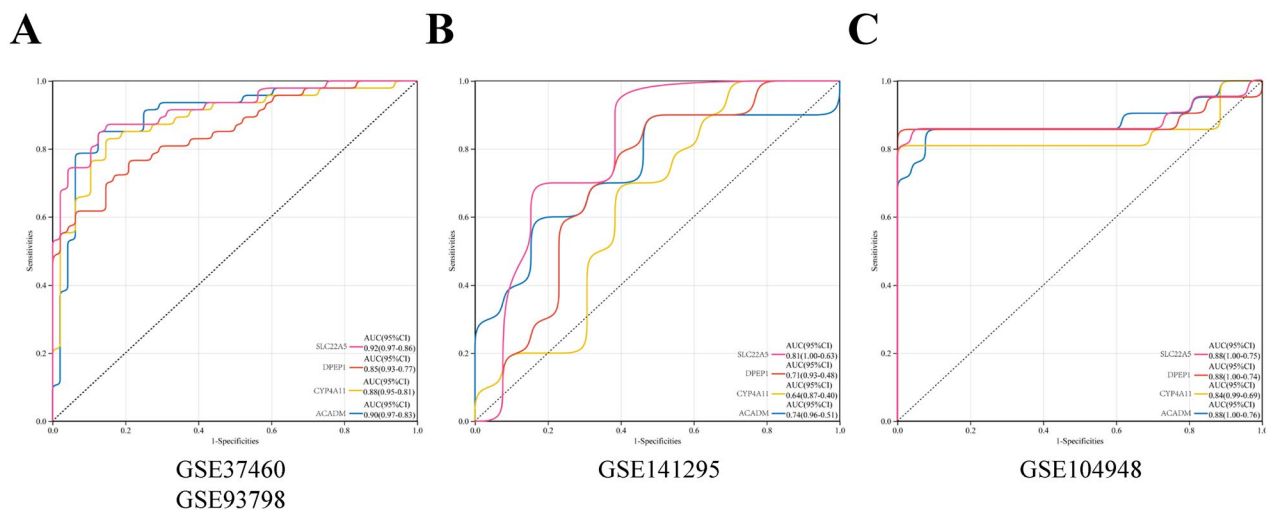 A
B
C
1.0
0.8
0.6
0.4
0.2
0.0
Sensitivities
0.2
0.4
0.6
0.8
1.0
1-Specificities
AUC(95%CI)
SLC22A5 0.92(0.97-0.86)
AUC(95%CI)
DPEP1 0.85(0.93-0.77)
AUC(95%CI)
CYP4A11 0.88(0.95-0.81)
AUC(95%CI)
ACADM 0.90(0.97-0.83)
GSE37460
GSE93798
1.0
0.8
0.6
0.4
0.2
0.0
Sensitivities
0.0
0.2
0.4
0.6
0.8
1.0
1-Specificities
AUC(95%CI)
SLC22A5 0.81(1.00-0.63)
AUC(95%CI)
DPEP1 0.71(0.93-0.48)
AUC(95%CI)
CYP4A11 0.64(0.87-0.40)
AUC(95%CI)
ACADM 0.74(0.96-0.51)
GSE141295
1.0
0.8
0.6
0.4
0.2
0.0
Sensitivities
0.0
0.2
0.4
0.6
0.8
1.0
1-Specificities
AUC(95%CI)
SLC22A5 0.88(1.00-0.75)
AUC(95%CI)
DPEP1 0.88(1.00-0.74)
AUC(95%CI)
CYP4A11 0.84(0.99-0.69)
AUC(95%CI)
ACADM 0.88(1.00-0.76)
GSE104948